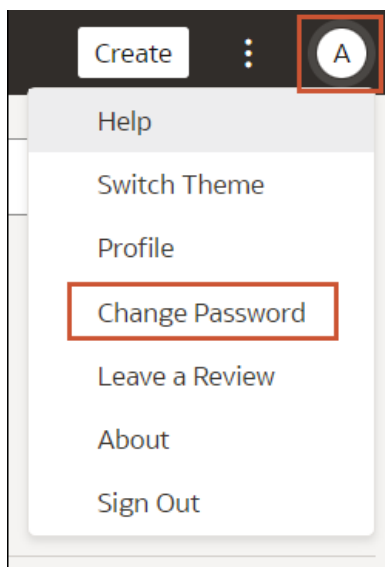 Create A
Help
Switch Theme
Profile
Change Password
Leave a Review
About
Sign Out